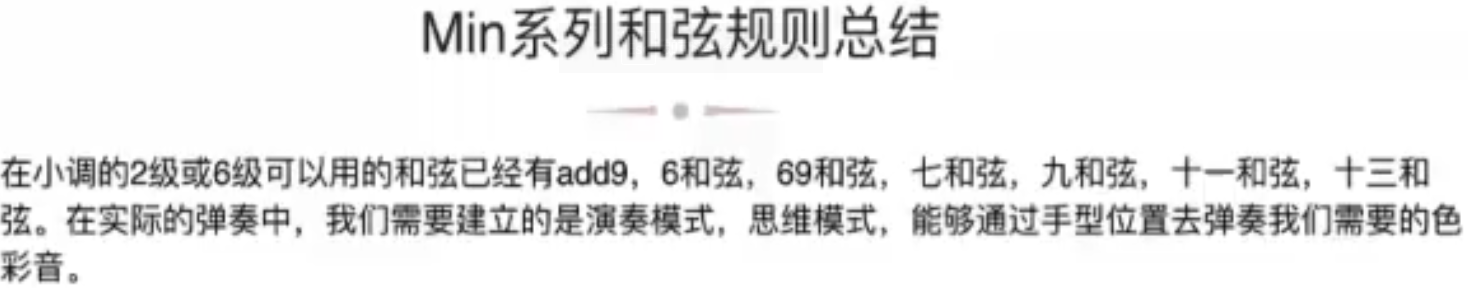 Min系列和弦规则总结
在小调的2级或6级可以用的和弦已经有add9，6和弦，69和弦，七和弦，九和弦，十一和弦，十三和
弦。在实际的弹奏中，我们需要建立的是演奏模式，思维模式，能够通过手型位置去弹奏我们需要的色
彩音。